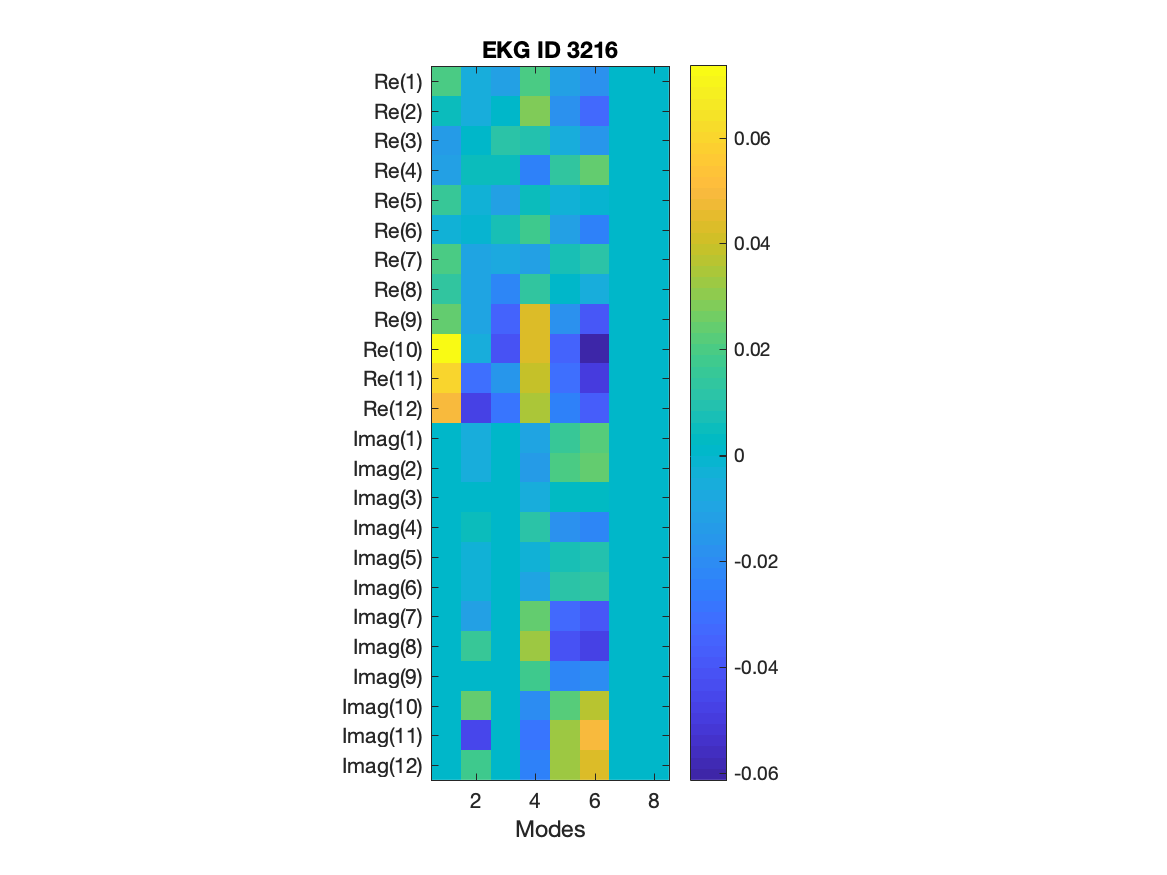 EKG ID 3216
Re(1)
Re(2)
Re(3)
Re(4)
Re(5)
Re(6)
Re(7)
Re(8)
Re(9)
Re(10)
Re(11)
Re(12)
Imag(1)
Imag(2)
Imag(3)
Imag(4)
Imag(5)
Imag(6)
Imag(7)
Imag(8)
Imag(9)
Imag(10)
Imag(11)
Imag(12)
2 4 6 8
Modes
0.06
0.04
0.02
0
-0.02
-0.04
-0.06